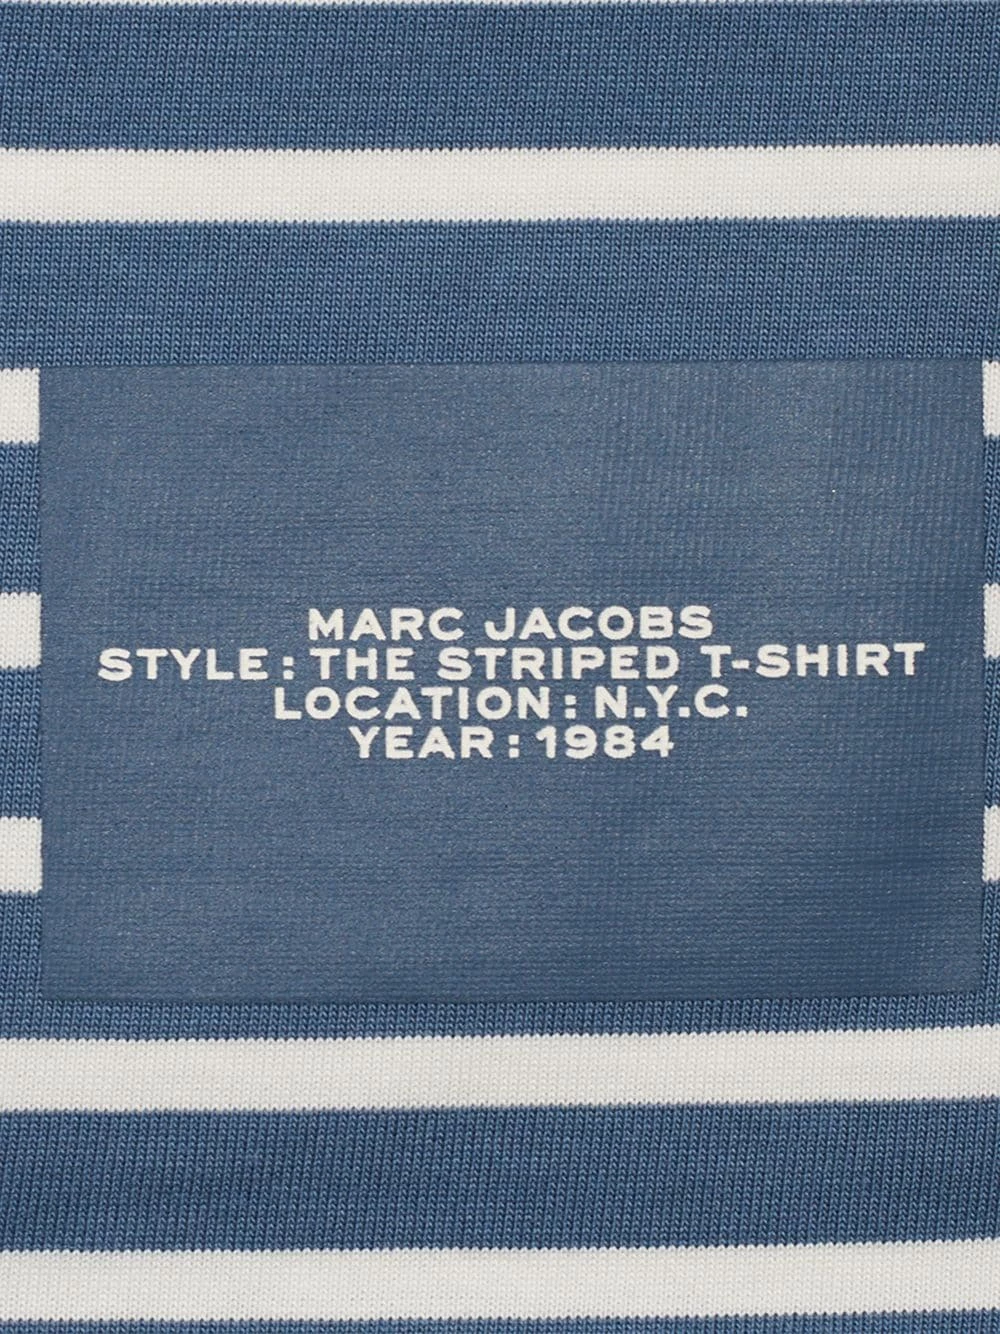 MARC JACOBS
STYLE: THE STRIPED T-SHIRT
LOCATION: N.Y.C.
YEAR: 1984